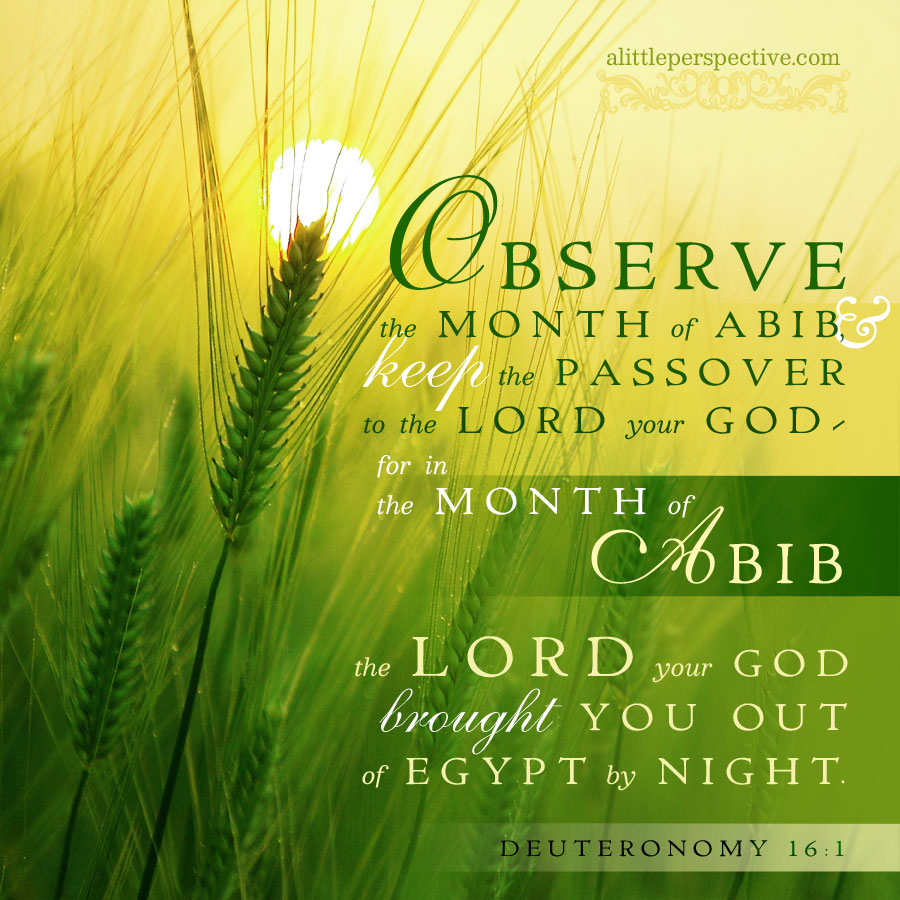 alittleperspective.com
OBSERVE
the MONTH of ABIB, &
keep the PASSOVER
to the LORD your GOD -
for in
the MONTH of
ABIB
the LORD your GOD
brought YOU OUT
of EGYPT by NIGHT.
DEUTERONOMY 16:1